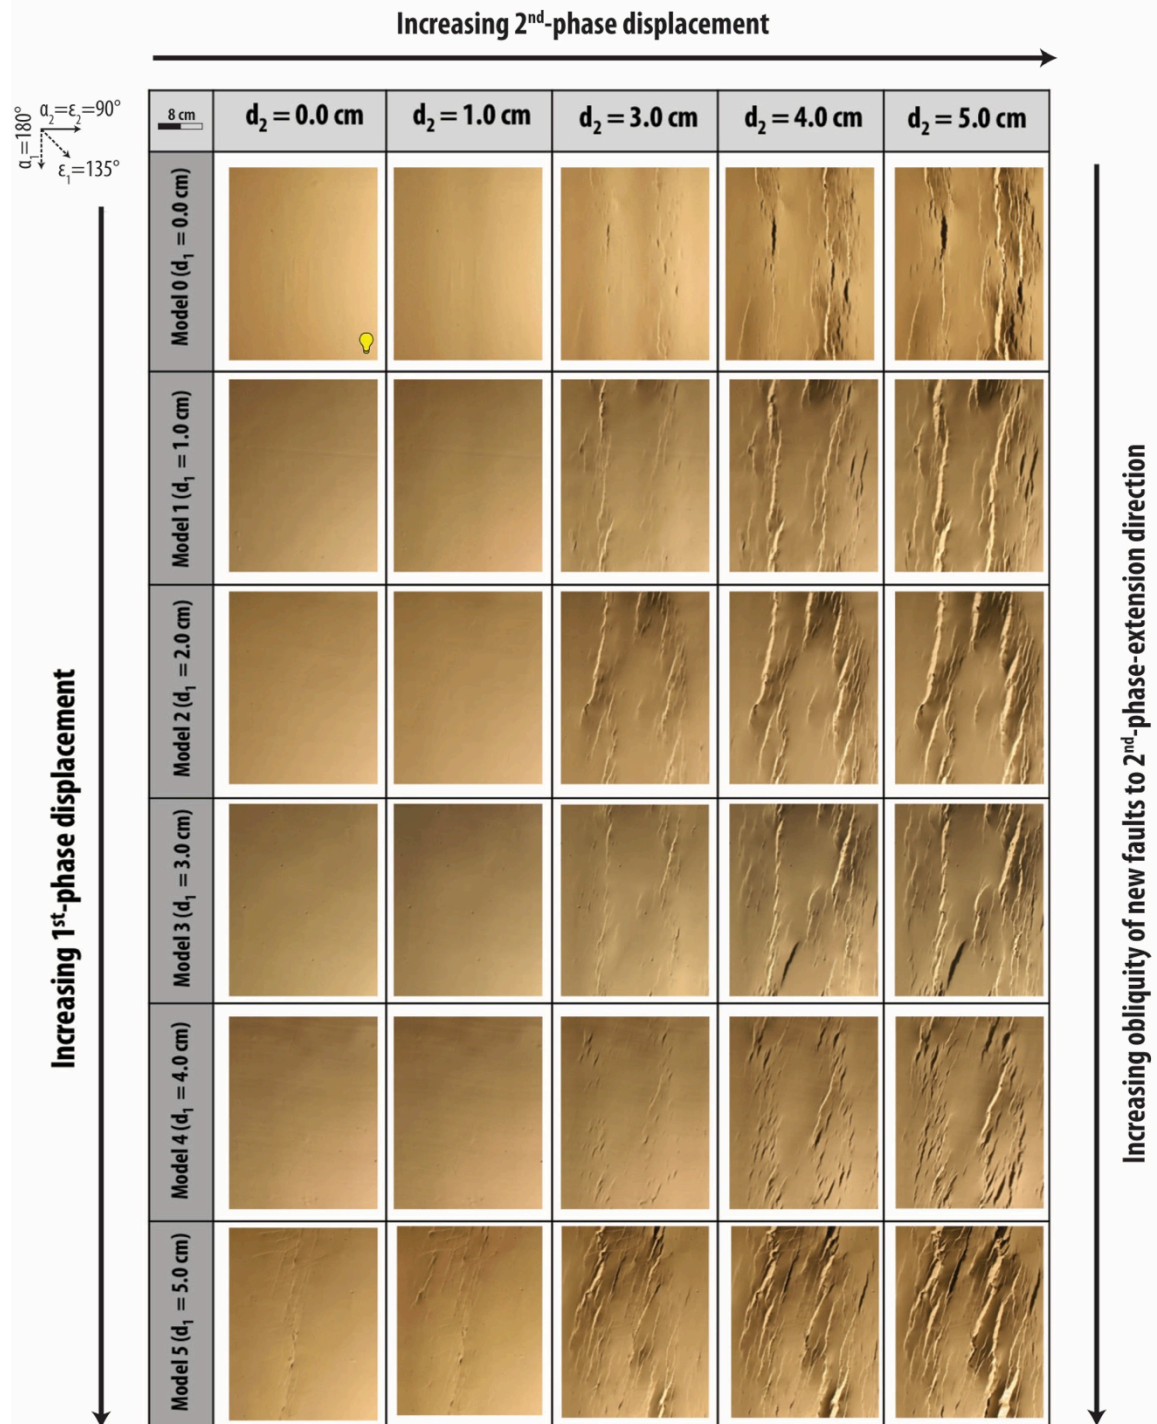 Increasing 2nd-phase displacement
α₂=ε₂=90°
α₁=180°
ε₁=135°
8 cm
d₂ = 0.0 cm
d₂ = 1.0 cm
d₂ = 3.0 cm
d₂ = 4.0 cm
d₂ = 5.0 cm
Model 0 (d₁ = 0.0 cm)
Model 1 (d₁ = 1.0 cm)
Model 2 (d₁ = 2.0 cm)
Model 3 (d₁ = 3.0 cm)
Model 4 (d₁ = 4.0 cm)
Model 5 (d₁ = 5.0 cm)
Increasing 1st-phase displacement
Increasing obliquity of new faults to 2nd-phase-extension direction